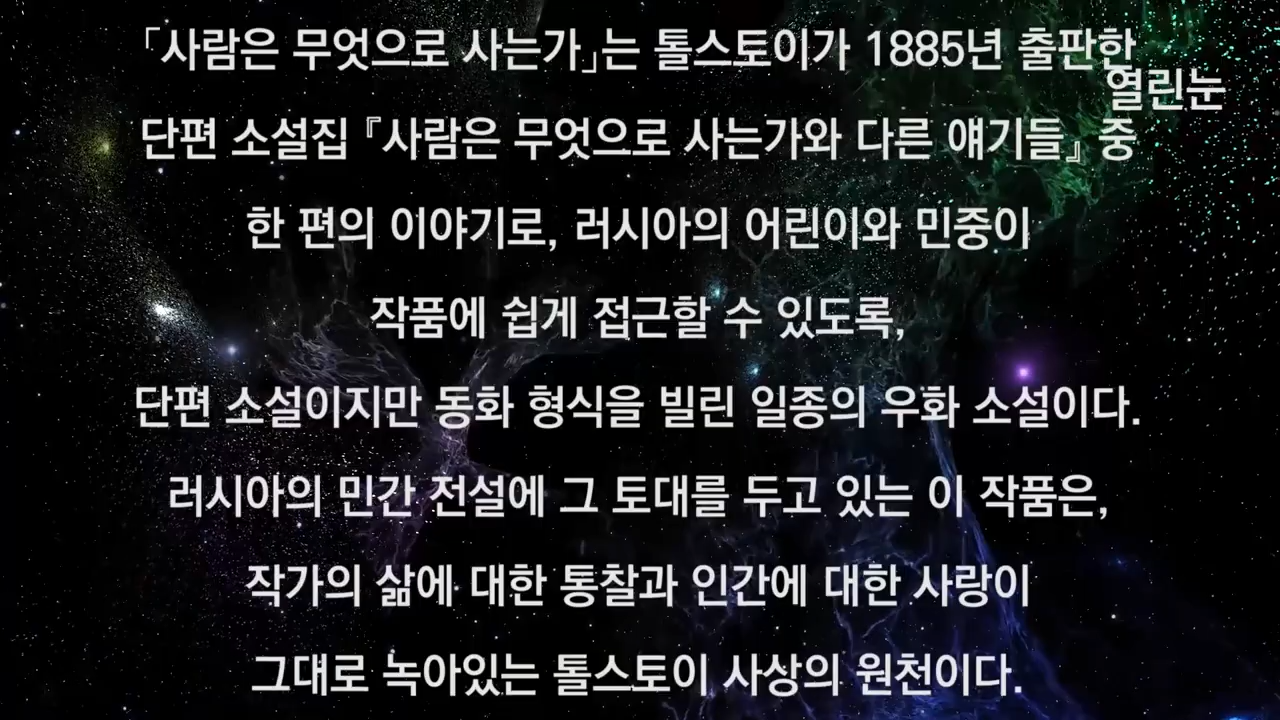 「사람은 무엇으로 사는가」는 톨스토이가 1885년 출판한
열린눈
단편 소설집 『사람은 무엇으로 사는가와 다른 얘기들』 중
한 편의 이야기로, 러시아의 어린이와 민중이
작품에 쉽게 접근할 수 있도록,
단편 소설이지만 동화 형식을 빌린 일종의 우화 소설이다.
러시아의 민간 전설에 그 토대를 두고 있는 이 작품은,
작가의 삶에 대한 통찰과 인간에 대한 사랑이
그대로 녹아있는 톨스토이 사상의 원천이다.